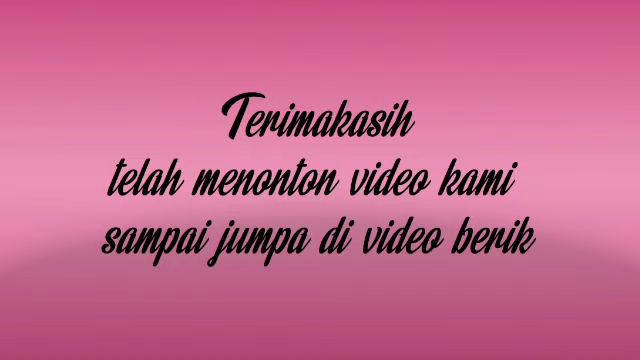 Terimakasih
telah menonton video kami
sampai jumpa di video berik